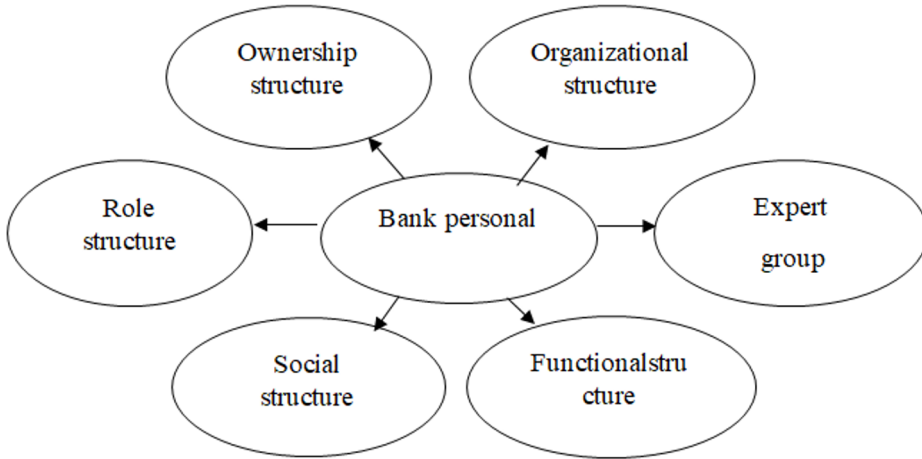 Ownership
structure
Organizational
structure
Role
structure
Bank personal
Expert
group
Social
structure
Functionalstru
cture